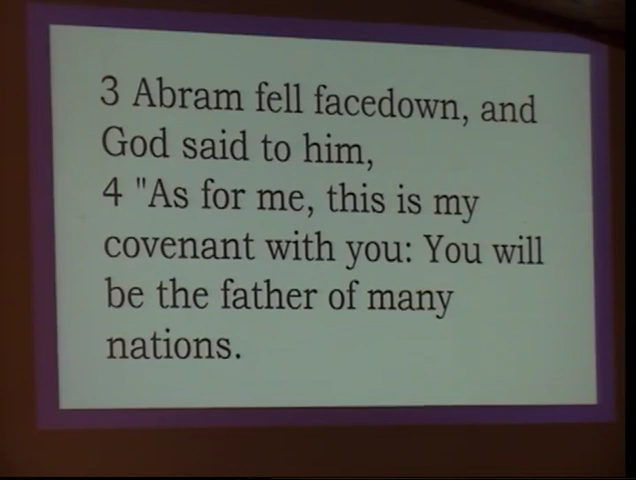 3 Abram fell facedown, and
God said to him,
4 "As for me, this is my
covenant with you: You will
be the father of many
nations.